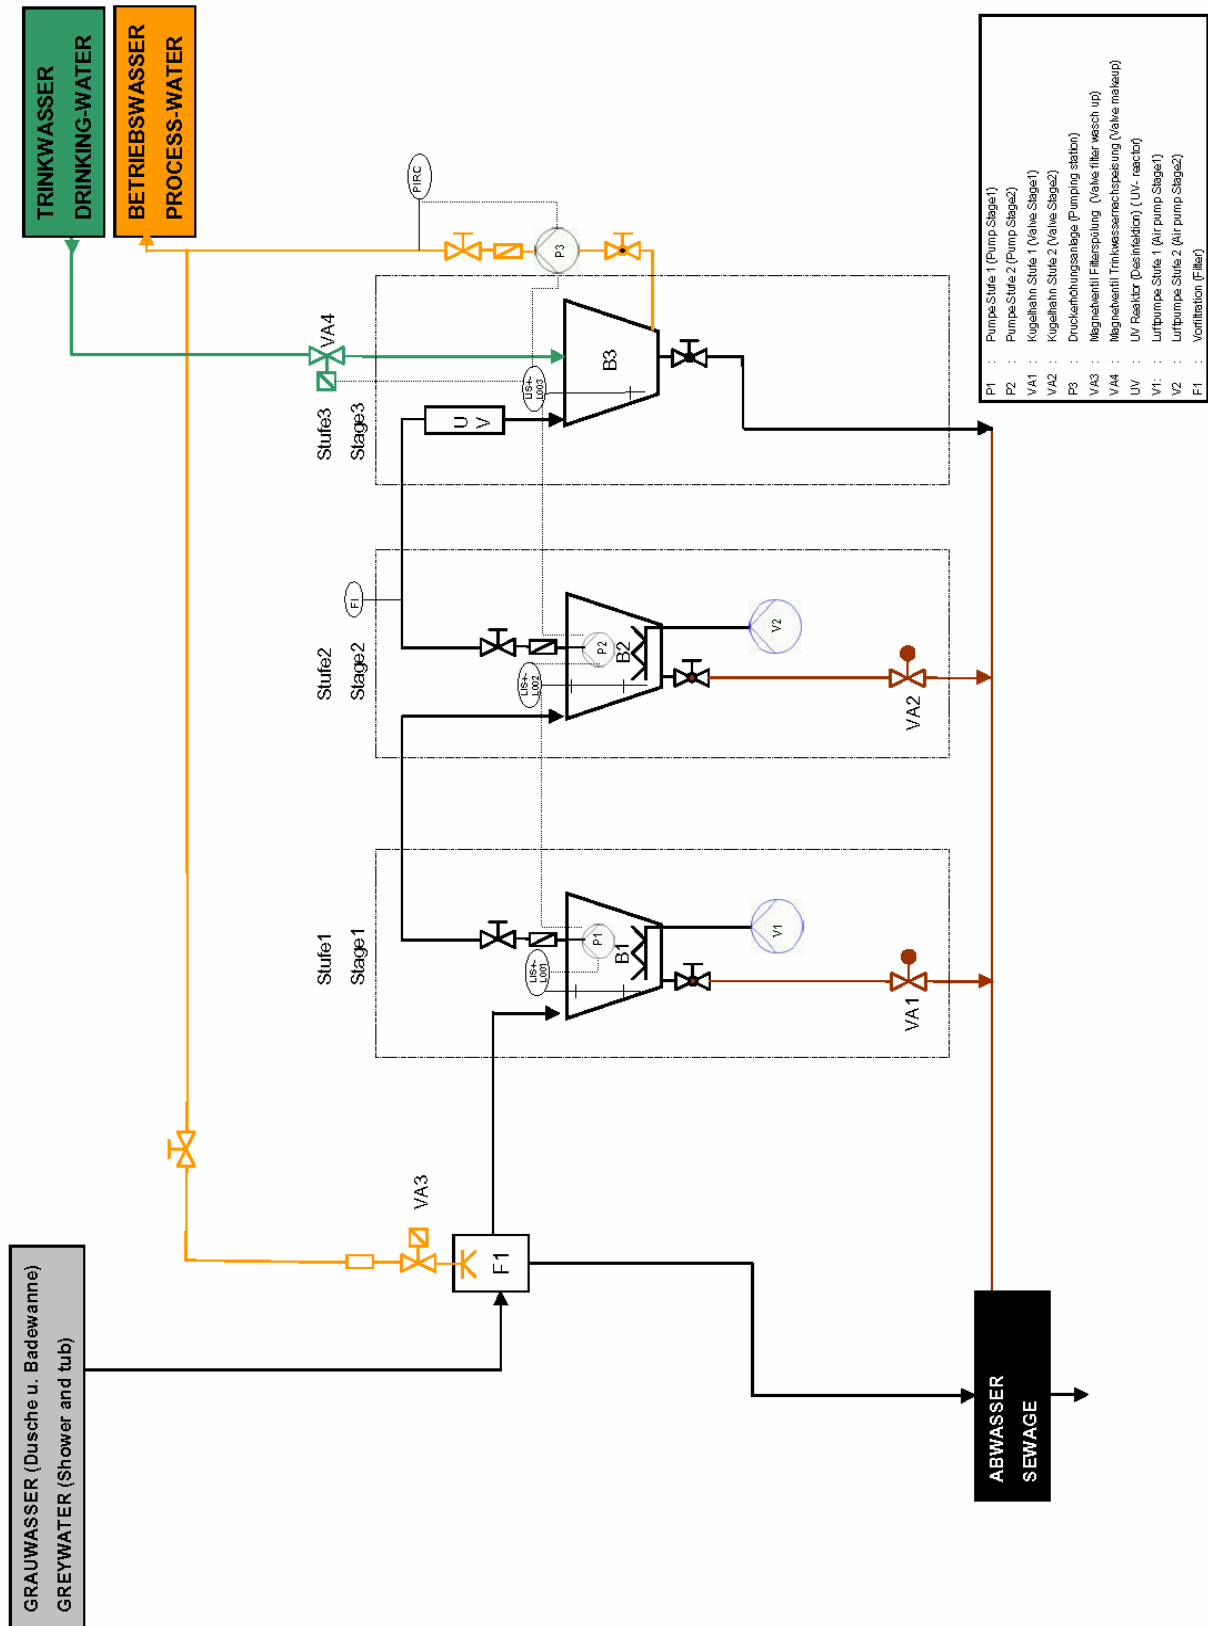 GRAUWASSER (Dusche u. Badewanne)
GREYWATER (Shower and tub)
TRINKWASSER
DRINKING-WATER
BETRIEBSWASSER
PROCESS-WATER
VA3
F1
Stufe1
Stage1
LIS+-
L001
P1
B1
V1
VA1
Stufe2
Stage2
FI
LIS+-
L002
P2
B2
V2
VA2
Stufe3
Stage3
VA4
U
V
LIS+-
L003
B3
P3
PIRC
ABWASSER
SEWAGE
P1 : Pumpe Stufe 1 (Pump Stage1)
P2 : Pumpe Stufe 2 (Pump Stage2)
VA1 : Kugelhahn Stufe 1 (Valve Stage1)
VA2 : Kugelhahn Stufe 2 (Valve Stage2)
P3 : Druckerhöhungsanlage (Pumping station)
VA3 : Magnetventil Filterspülung (Valve filter wasch up)
VA4 : Magnetventil Trinkwassernachspeisung (Valve makeup)
UV : UV Reaktor (Desinfektion) (UV- reactor)
V1: : Luftpumpe Stufe 1 (Air pump Stage1)
V2 : Luftpumpe Stufe 2 (Air pump Stage2)
F1 : Vorfiltration (Filter)